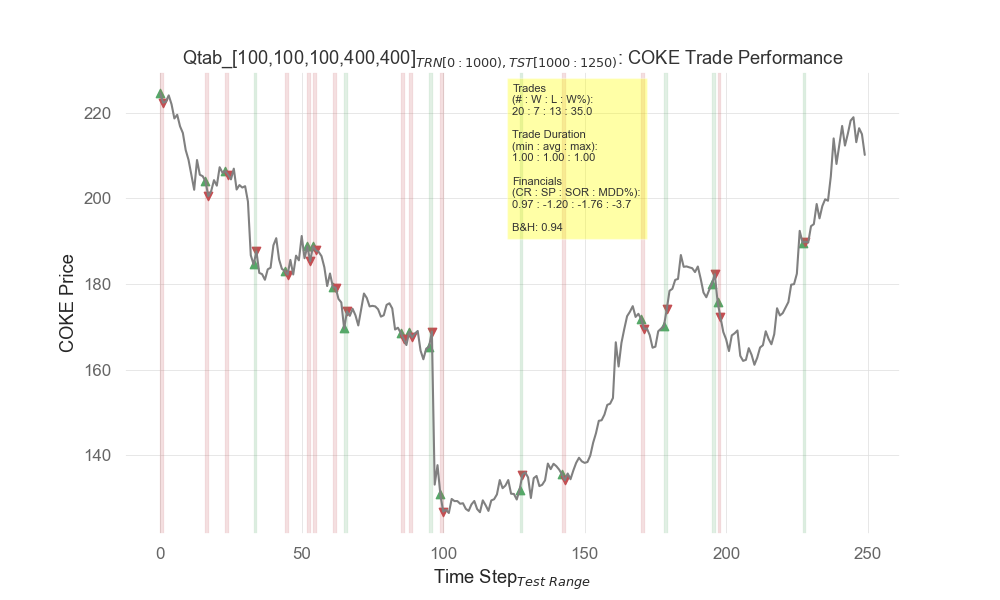 Qtab_[100,100,100,400,400]TRN[0:1000),TST[1000:1250): COKE Trade Performance
Trades
(# : W : L : W%):
20 : 7 : 13 : 35.0
Trade Duration
(min : avg : max):
1.00 : 1.00 : 1.00
Financials
(CR : SP : SOR : MDD%):
0.97 : -1.20 : -1.76 : -3.7
B&H: 0.94
COKE Price
220
200
180
160
140
0 50 100 150 200 250
Time Step Test Range